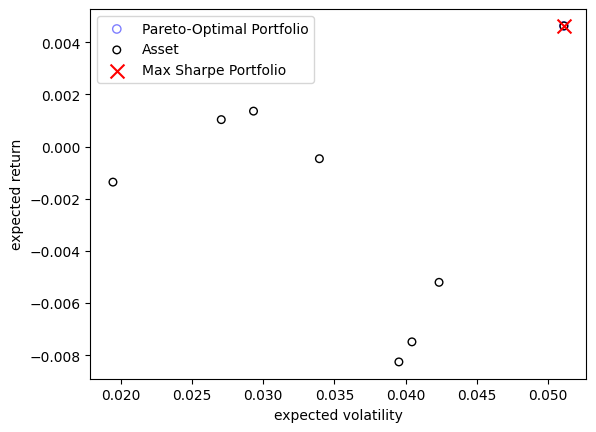 Pareto-Optimal Portfolio
Asset
Max Sharpe Portfolio
0.004
0.002
0.000
−0.002
−0.004
−0.006
−0.008
expected return
0.020
0.025
0.030
0.035
0.040
0.045
0.050
expected volatility